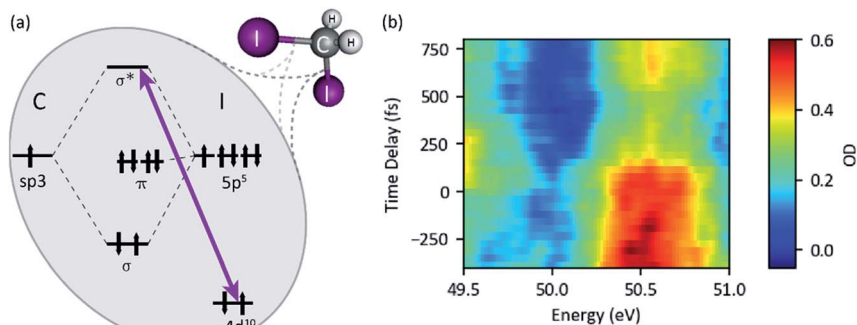 (a)
H
I
C
H
I
σ*
C
I
sp3
π
5p⁵
σ
4d¹⁰
(b)
750
500
250
0
−250
Time Delay (fs)
49.5 50.0 50.5 51.0
Energy (eV)
0.6
0.4
0.2
0.0
OD